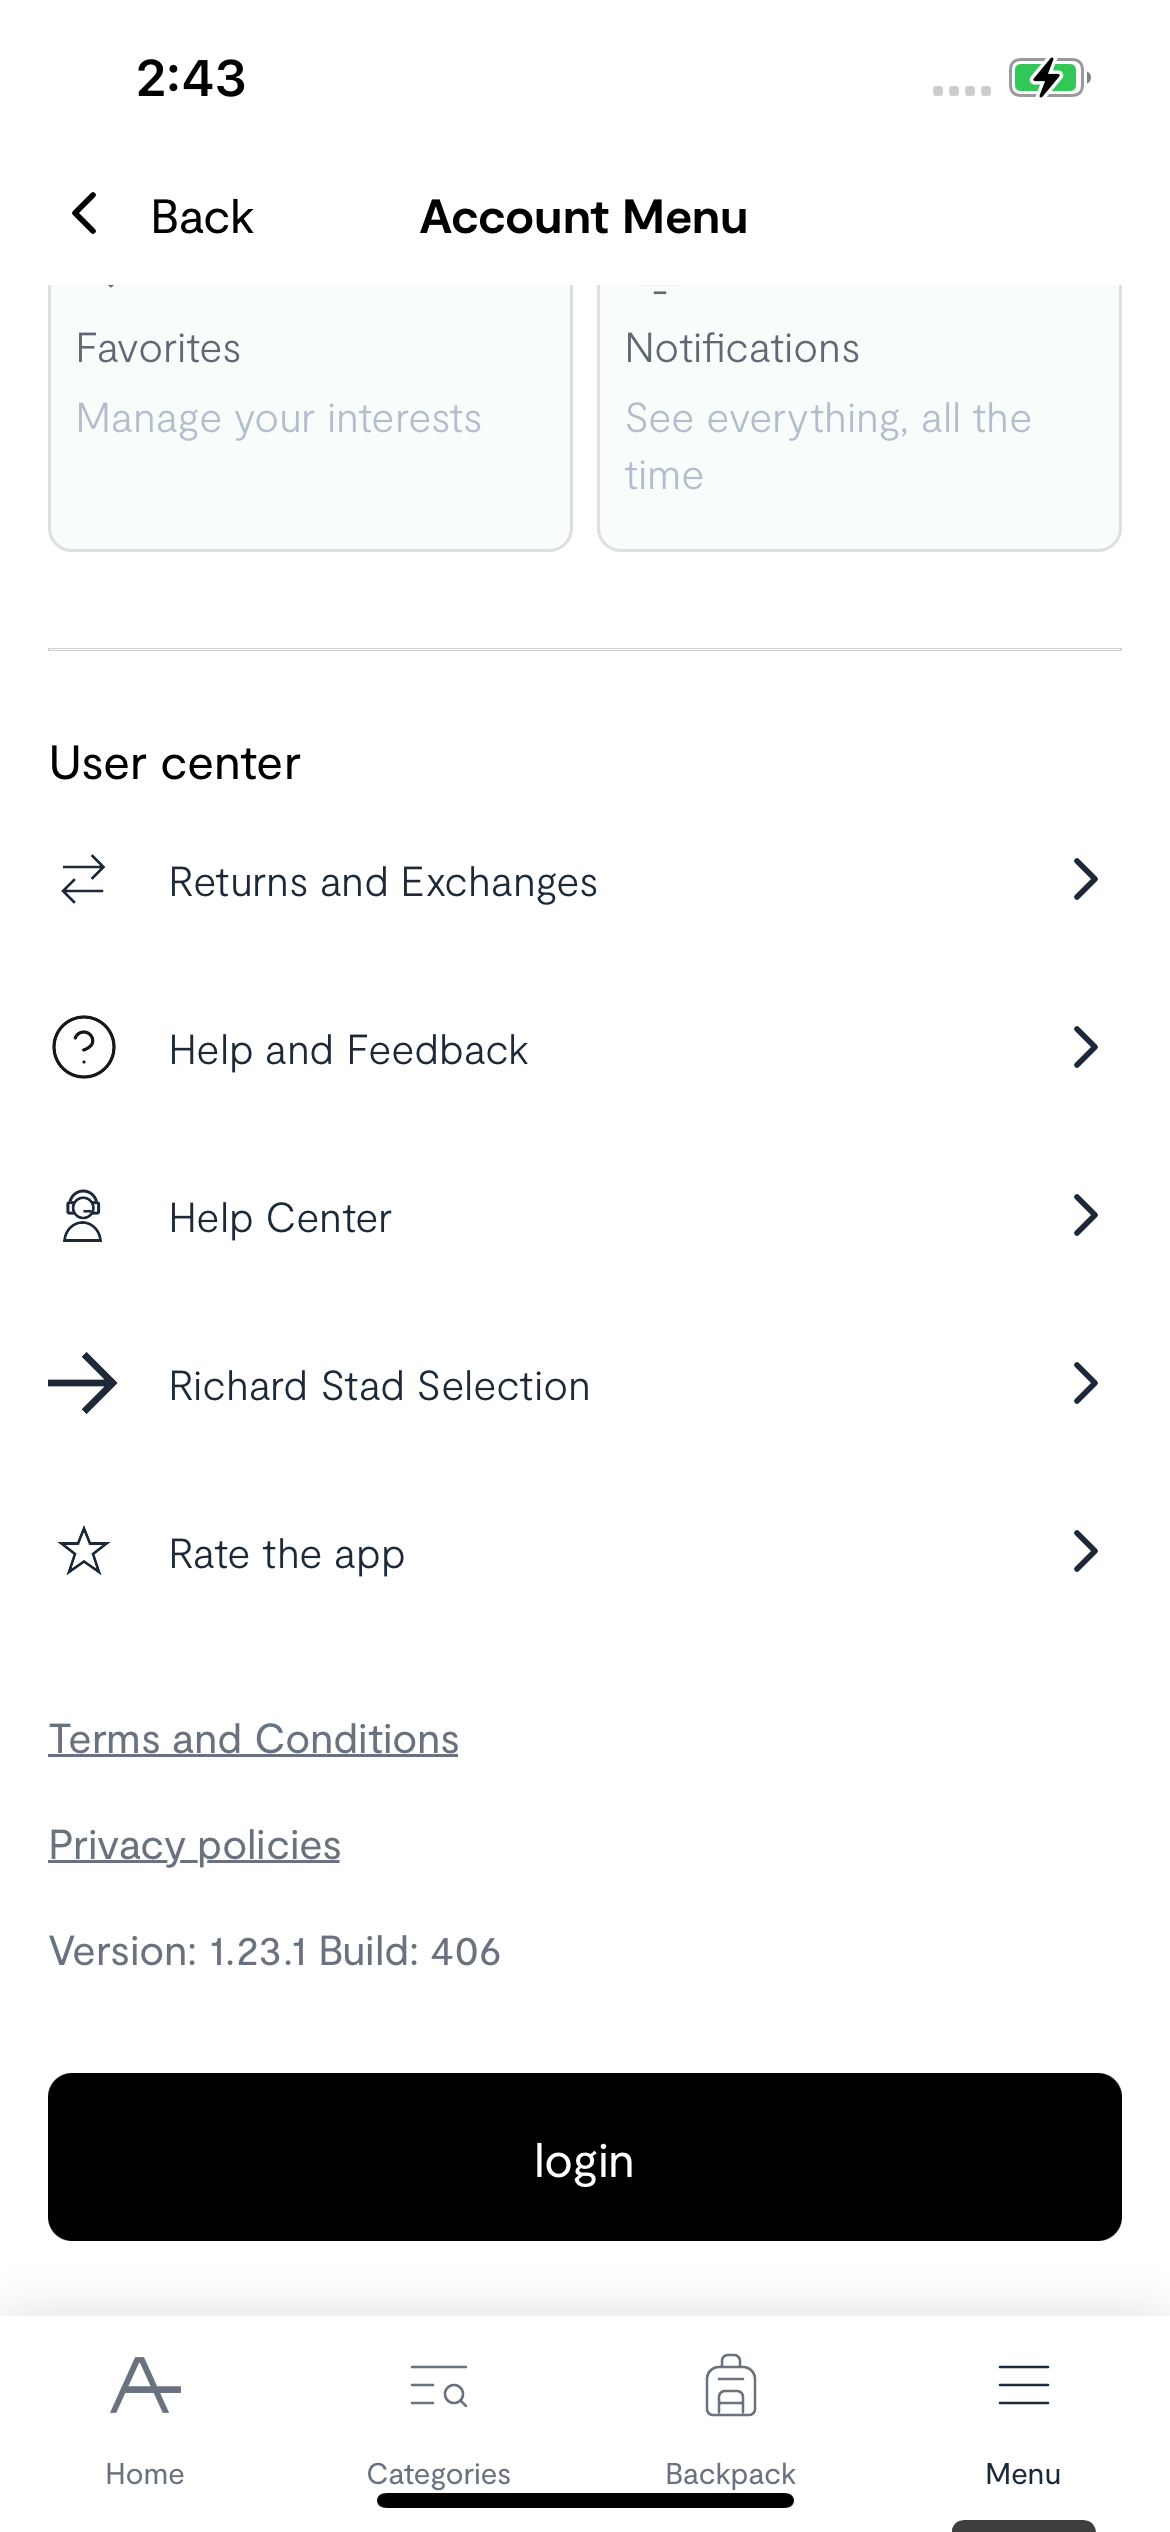 2:43
Back
Account Menu
Favorites
Manage your interests
Notifications
See everything, all the
time
User center
Returns and Exchanges
Help and Feedback
Help Center
Richard Stad Selection
Rate the app
Terms and Conditions
Privacy policies
Version: 1.23.1 Build: 406
login
Home
Categories
Backpack
Menu